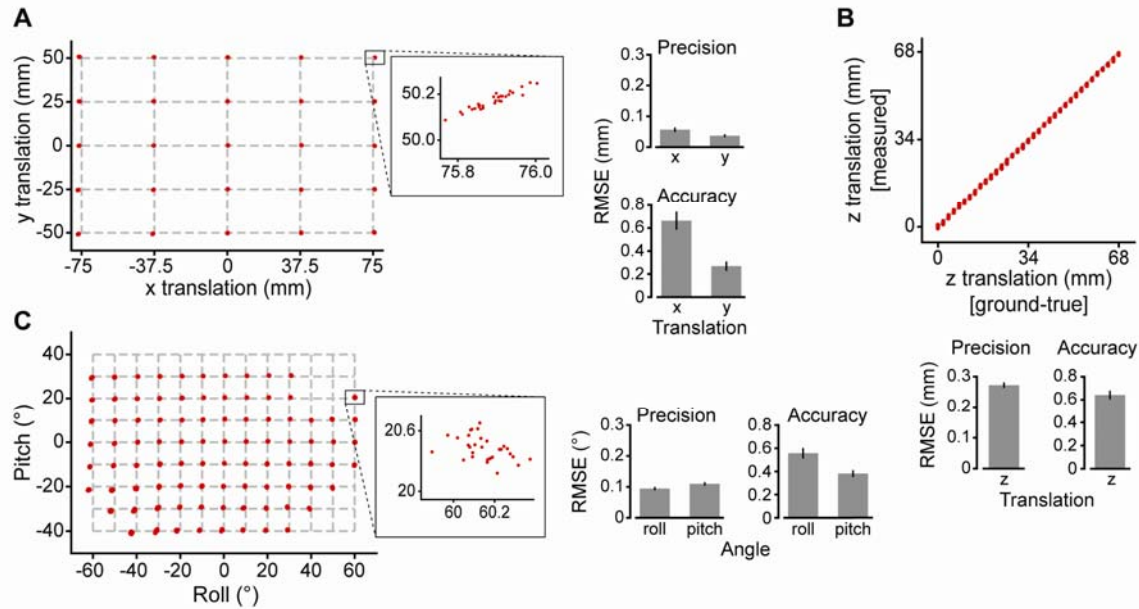 A
y translation (mm)
50
25
0
-25
-50
-75 -37.5 0 37.5 75
x translation (mm)
50.2
50.0
75.8 76.0
RMSE (mm)
Precision
0.3
0.2
0.1
0
x y
Accuracy
0.8
0.6
0.4
0.2
0
x y
Translation
B
z translation (mm)
[measured]
68
34
0
0 34 68
z translation (mm)
[ground-true]
RMSE (mm)
Precision
0.3
0.2
0.1
0
z
Accuracy
0.8
0.6
0.4
0.2
0
z
Translation
C
Pitch (°)
40
20
0
-20
-40
-60 -40 -20 0 20 40 60
Roll (°)
20.6
20
60 60.2
RMSE (°)
Precision
0.3
0.2
0.1
0
roll pitch
Accuracy
0.8
0.6
0.4
0.2
0
roll pitch
Angle